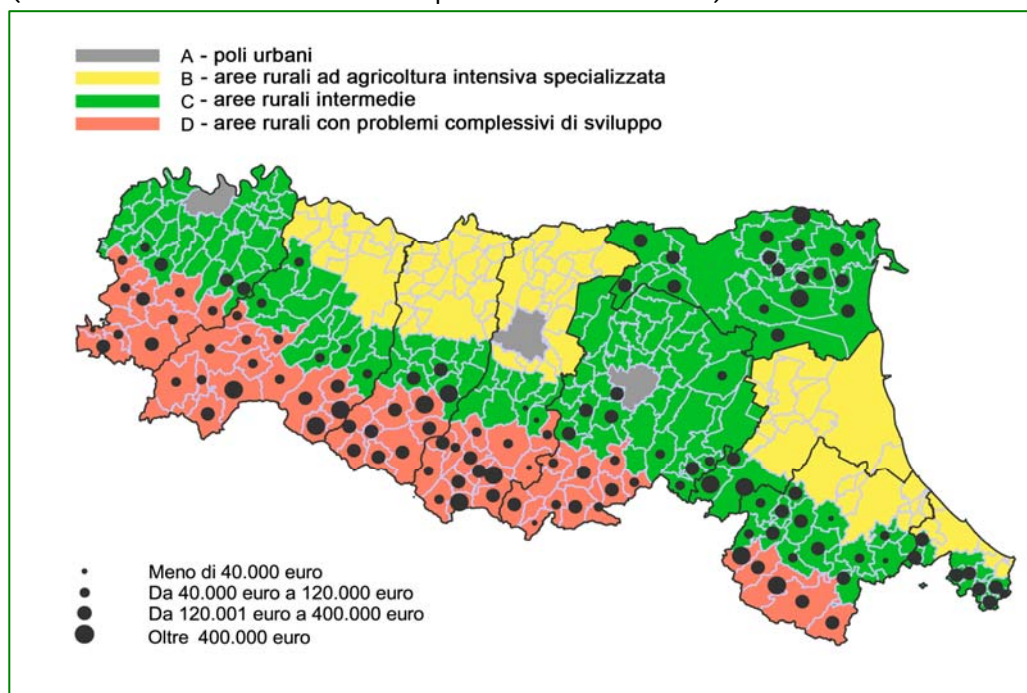 A - poli urbani
B - aree rurali ad agricoltura intensiva specializzata
C - aree rurali intermedie
D - aree rurali con problemi complessivi di sviluppo
Meno di 40.000 euro
Da 40.000 euro a 120.000 euro
Da 120.001 euro a 400.000 euro
Oltre 400.000 euro